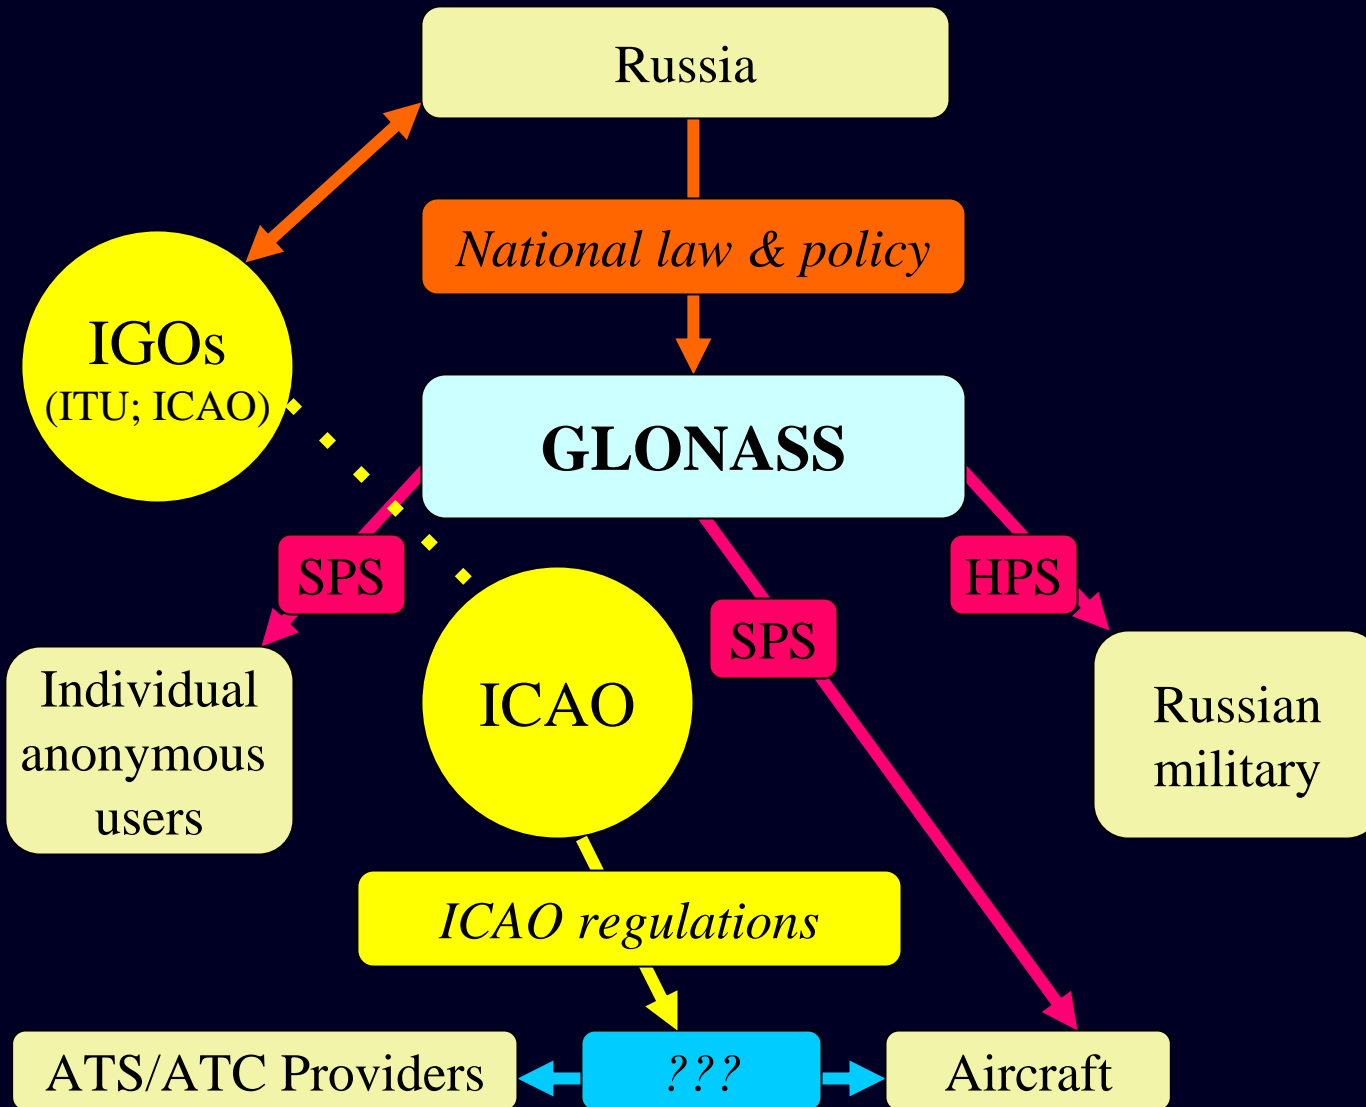 Russia
National law & policy
IGOs
(ITU; ICAO)
GLONASS
SPS
HPS
SPS
Individual
anonymous
users
ICAO
Russian
military
ICAO regulations
ATS/ATC Providers
???
Aircraft